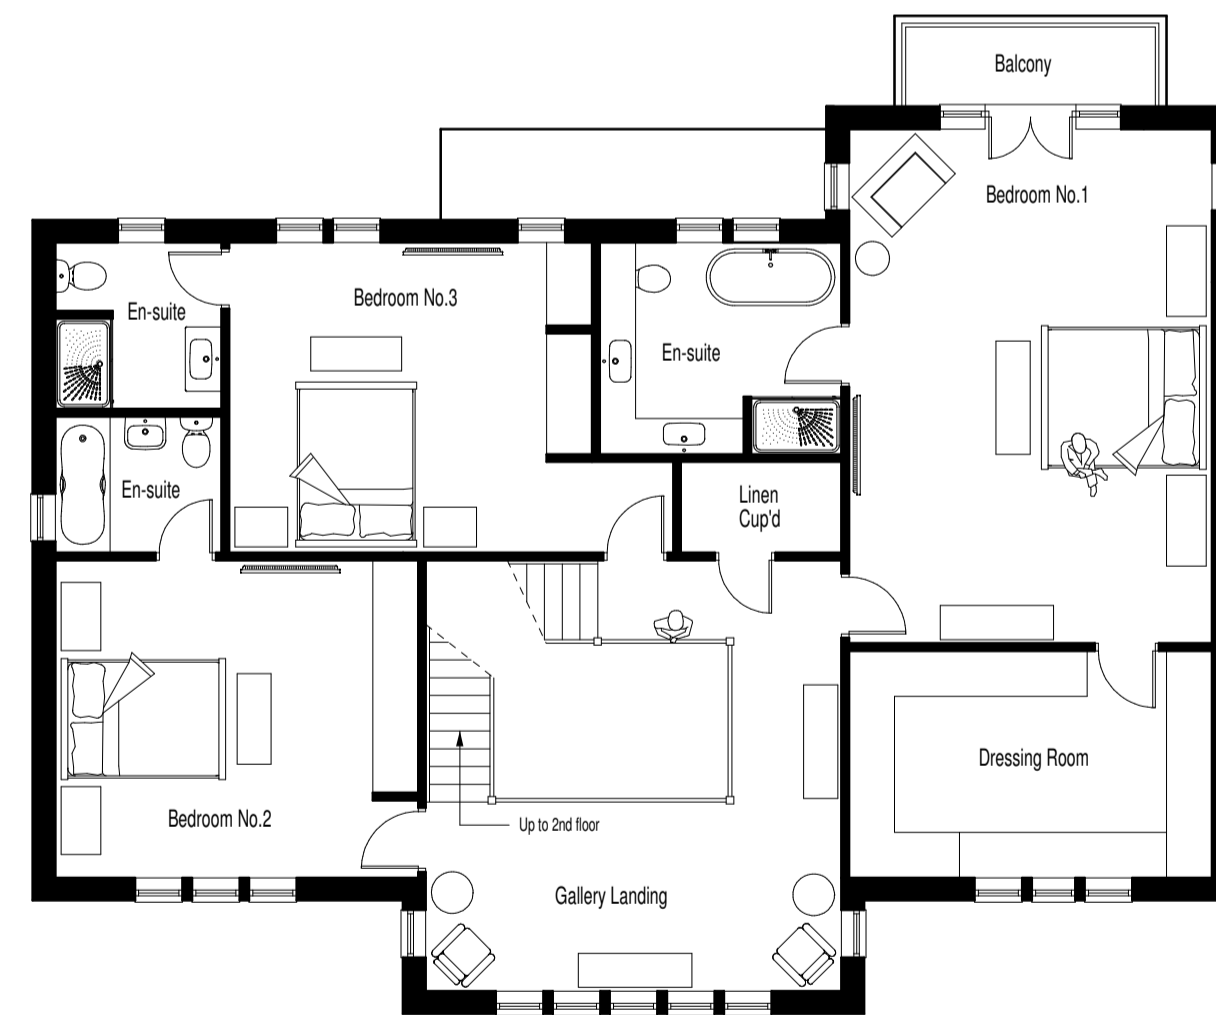 Balcony
Bedroom No.1
Bedroom No.3
En-suite
En-suite
En-suite
Linen
Cup'd
Dressing Room
Bedroom No.2
Up to 2nd floor
Gallery Landing